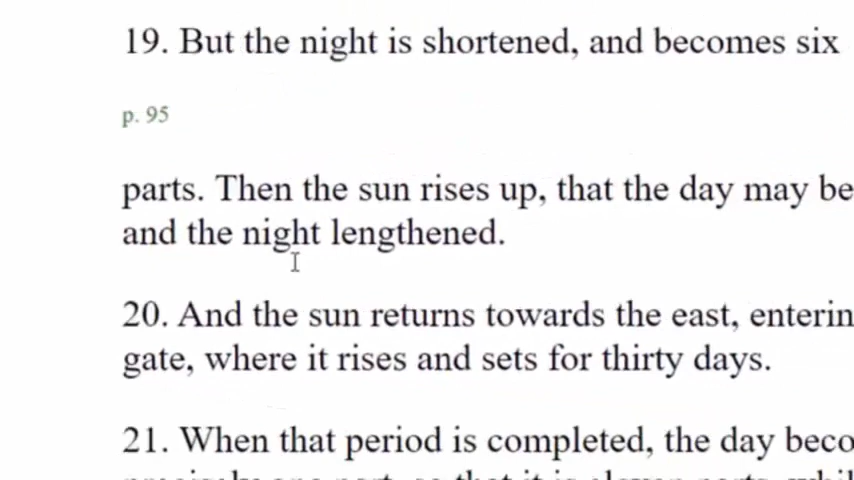 19. But the night is shortened, and becomes six
p. 95
parts. Then the sun rises up, that the day may be
and the night lengthened.
20. And the sun returns towards the east,
gate, where it rises and sets for thirty days.
21. When that period is completed, the day